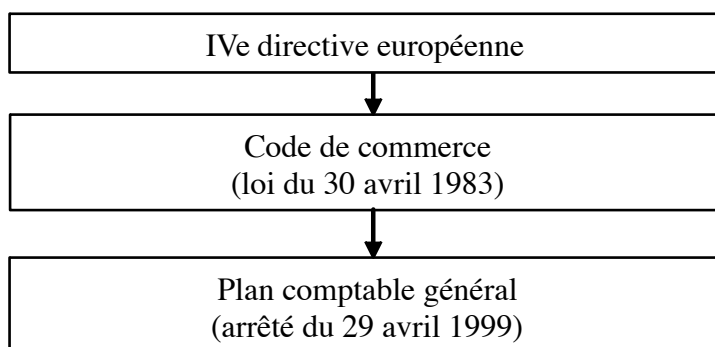 IVe directive européenne
Code de commerce
(loi du 30 avril 1983)
Plan comptable général
(arrêté du 29 avril 1999)